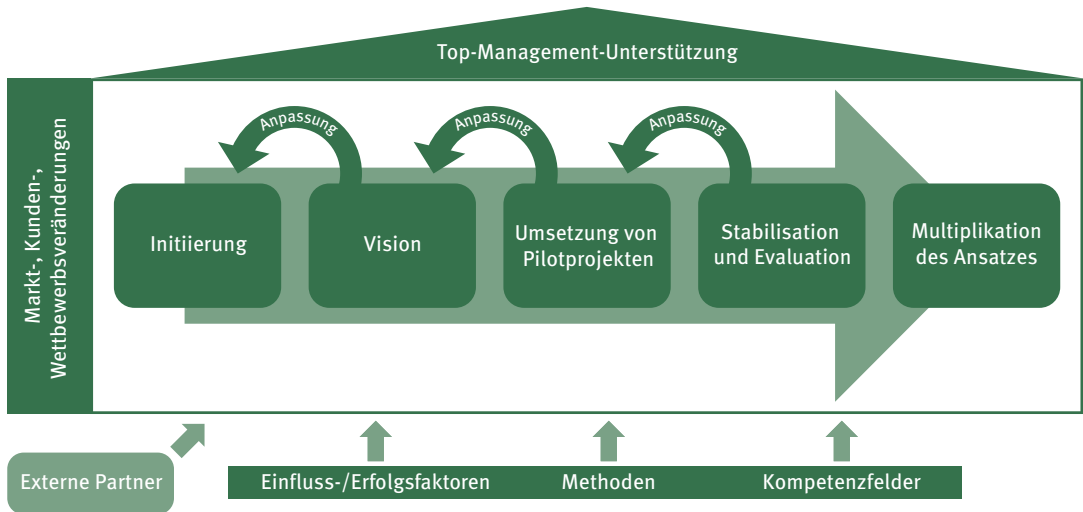 Top-Management-Unterstützung
Markt-, Kunden-,
Wettbewerbsveränderungen
Anpassung
Anpassung
Anpassung
Initiierung
Vision
Umsetzung von
Pilotprojekten
Stabilisation
und Evaluation
Multiplikation
des Ansatzes
Externe Partner
Einfluss-/Erfolgsfaktoren
Methoden
Kompetenzfelder